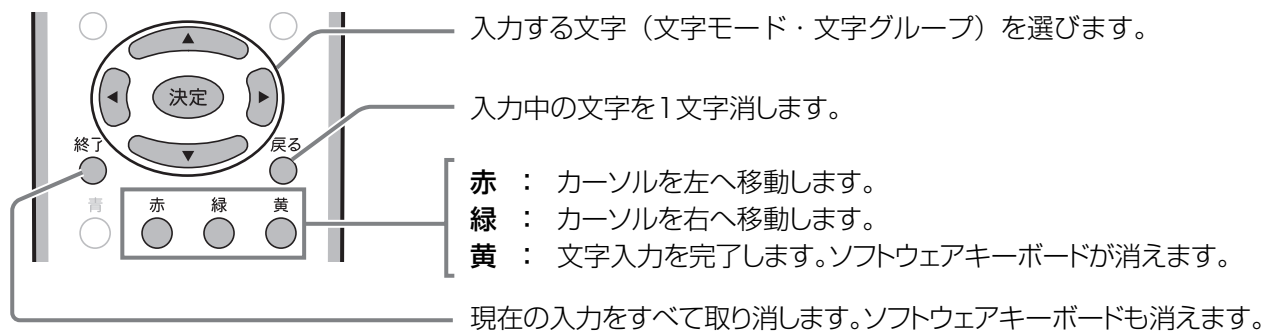 入力する文字（文字モード・文字グループ）を選びます。
決定
入力中の文字を1文字消します。
終了
戻る
青
赤
緑
黄
赤 ： カーソルを左へ移動します。
緑 ： カーソルを右へ移動します。
黄 ： 文字入力を完了します。ソフトウェアキーボードが消えます。
現在の入力をすべて取り消します。ソフトウェアキーボードも消えます。